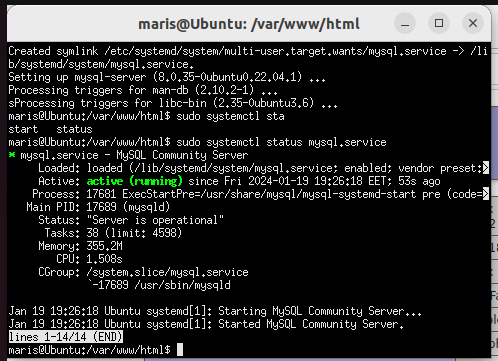 maris@Ubuntu: /var/www/html
Created symlink /etc/systemd/system/multi-user.target.wants/mysql.service -> /li
b/systemd/system/mysql.service.
Setting up mysql-server (8.0.35-0ubuntu0.22.04.1) ...
Processing triggers for man-db (2.10.2-1) ...
sProcessing triggers for libc-bin (2.35-0ubuntu3.6) ...
maris@Ubuntu:/var/www/html$ sudo systemctl sta
start   status
maris@Ubuntu:/var/www/html$ sudo systemctl status mysql.service
* mysql.service - MySQL Community Server
     Loaded: loaded (/lib/systemd/system/mysql.service; enabled; vendor preset:>
     Active: active (running) since Fri 2024-01-19 19:26:18 EET; 53s ago
    Process: 17681 ExecStartPre=/usr/share/mysql/mysql-systemd-start pre (code=>
   Main PID: 17689 (mysqld)
     Status: "Server is operational"
      Tasks: 38 (limit: 4598)
     Memory: 355.2M
        CPU: 1.508s
     CGroup: /system.slice/mysql.service
             `-17689 /usr/sbin/mysqld
Jan 19 19:26:18 Ubuntu systemd[1]: Starting MySQL Community Server...
Jan 19 19:26:18 Ubuntu systemd[1]: Started MySQL Community Server.
lines 1-14/14 (END)
maris@Ubuntu:/var/www/html$